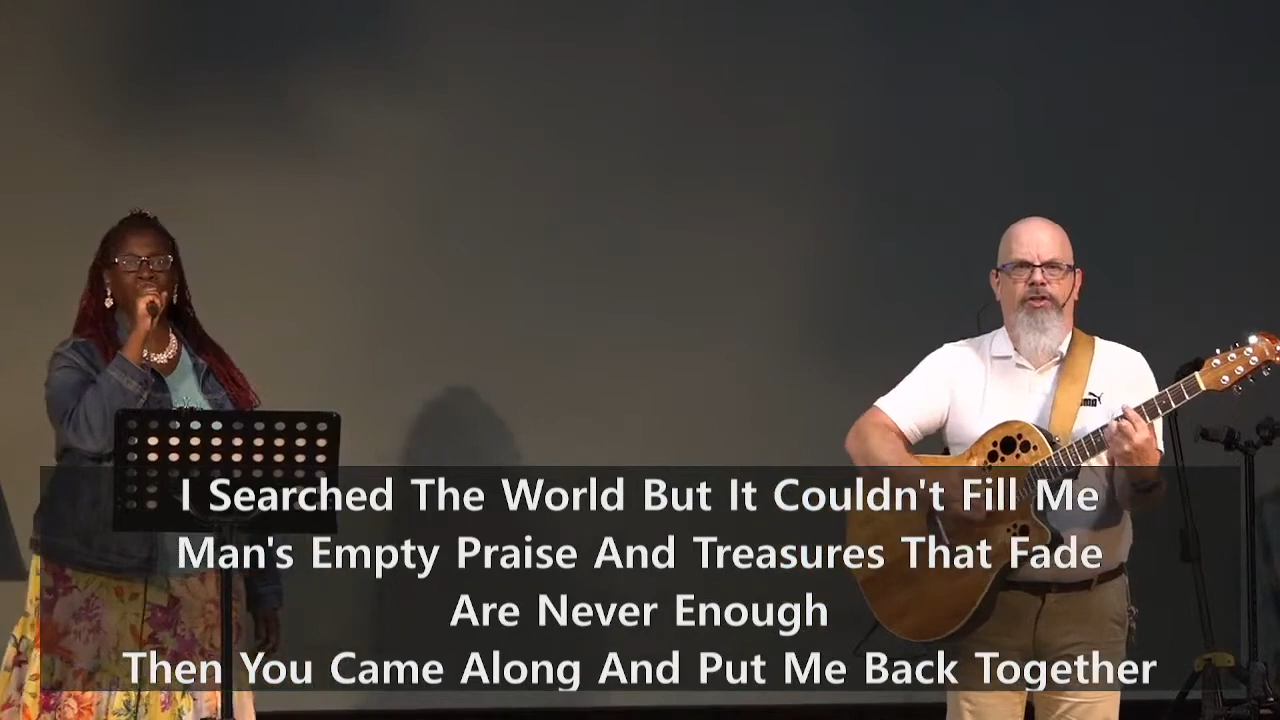 I Searched The World But It Couldn't Fill Me
Man's Empty Praise And Treasures That Fade
Are Never Enough
Then You Came Along And Put Me Back Together